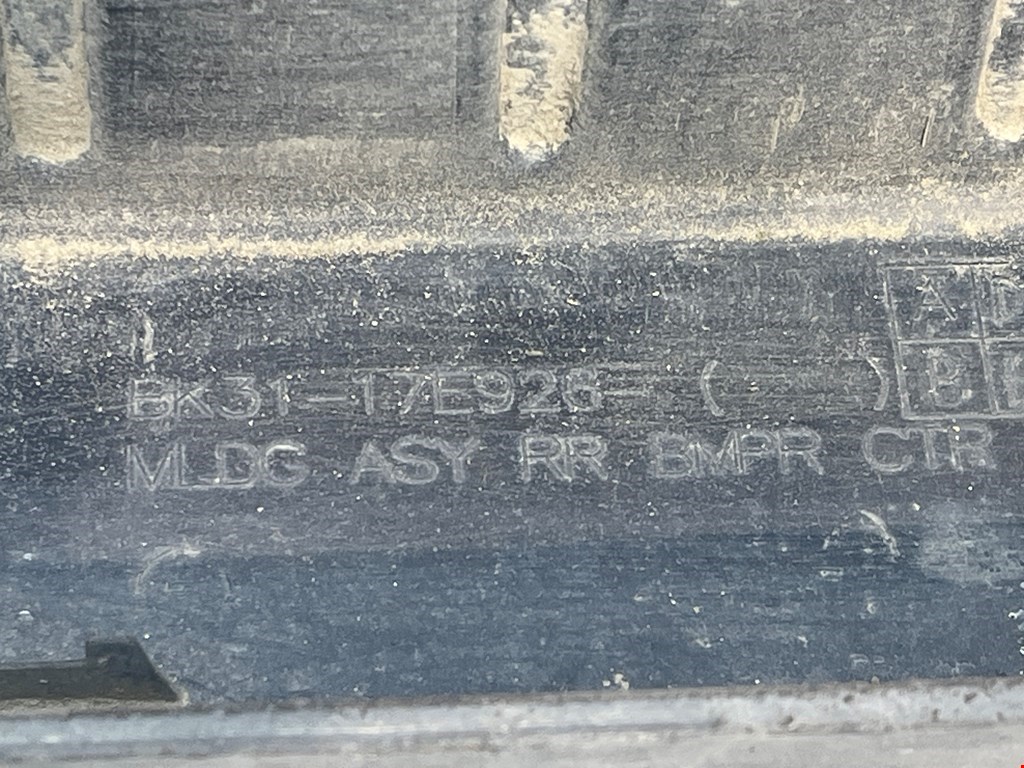 BK31-17E926- ( )
MLDG ASY RR BMPR CTR
A
B